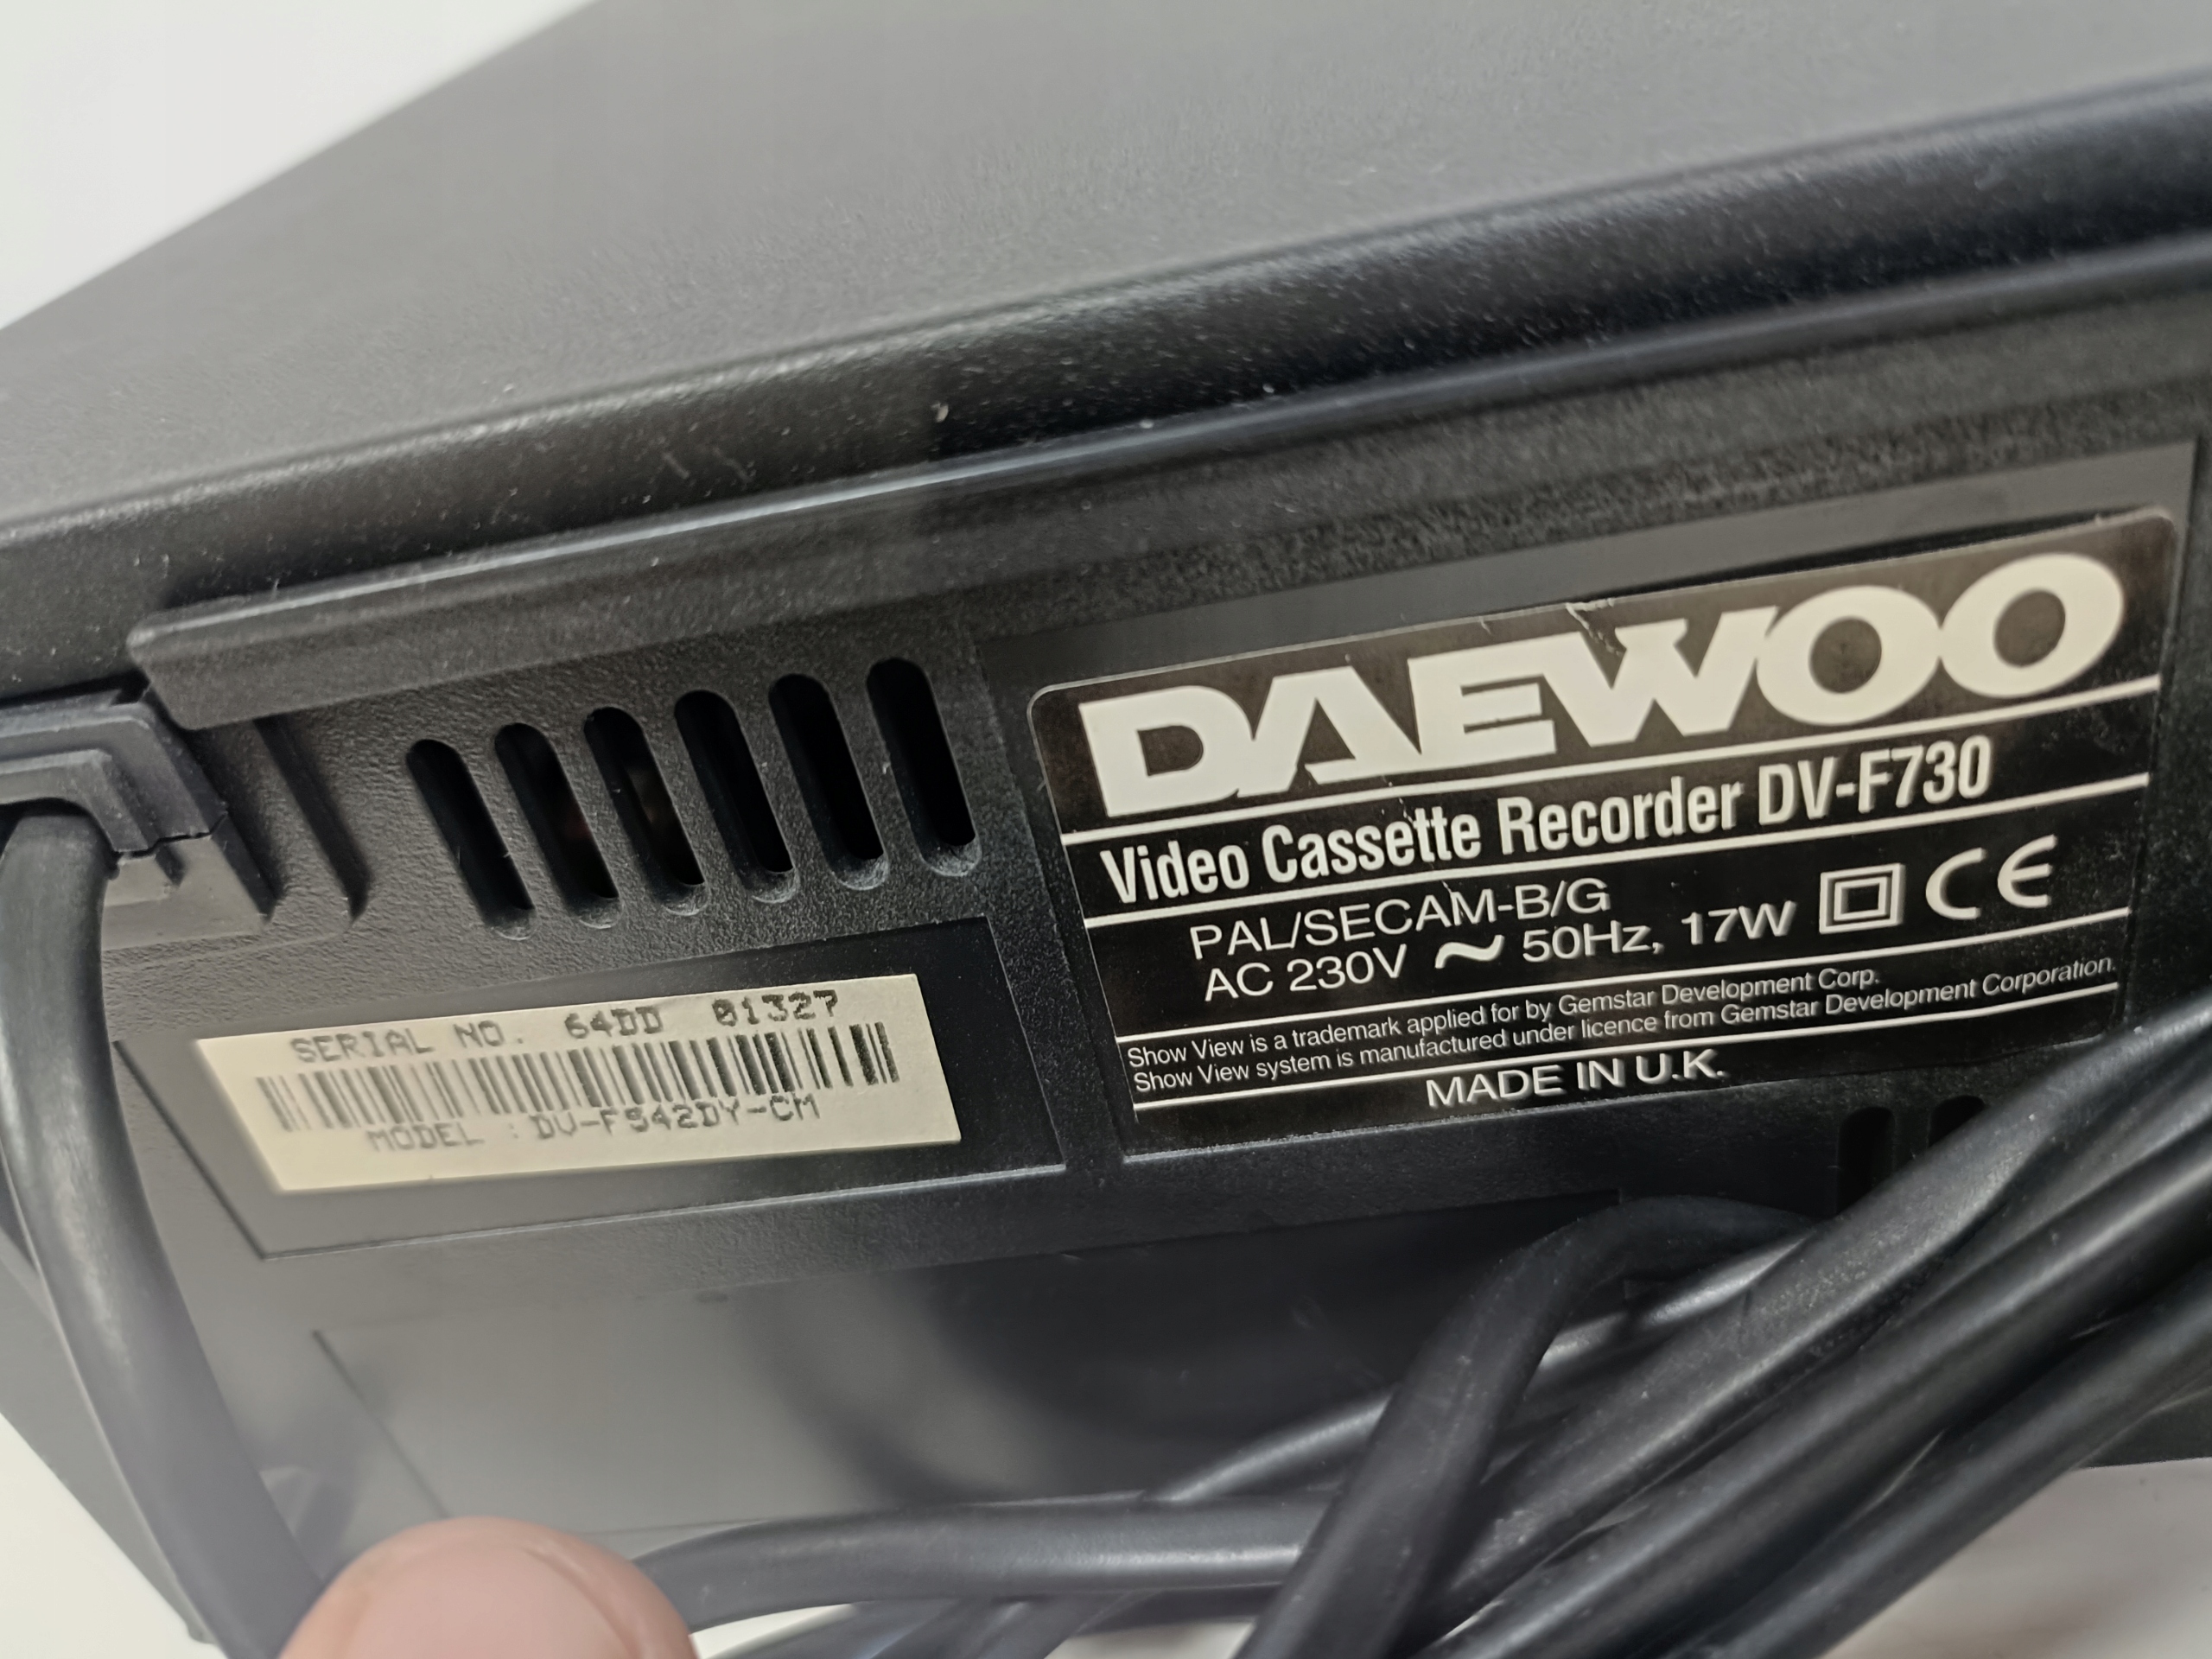 DAEWOO
Video Cassette Recorder DV-F730
PAL/SECAM-B/G
AC 230V ~ 50Hz, 17W CE
Show View is a trademark applied for by Gemstar Development Corp.
Show View system is manufactured under licence from Gemstar Development Corporation.
MADE IN U.K.
SERIAL NO. 64DD 01327
MODEL : DV-F542DY-CM